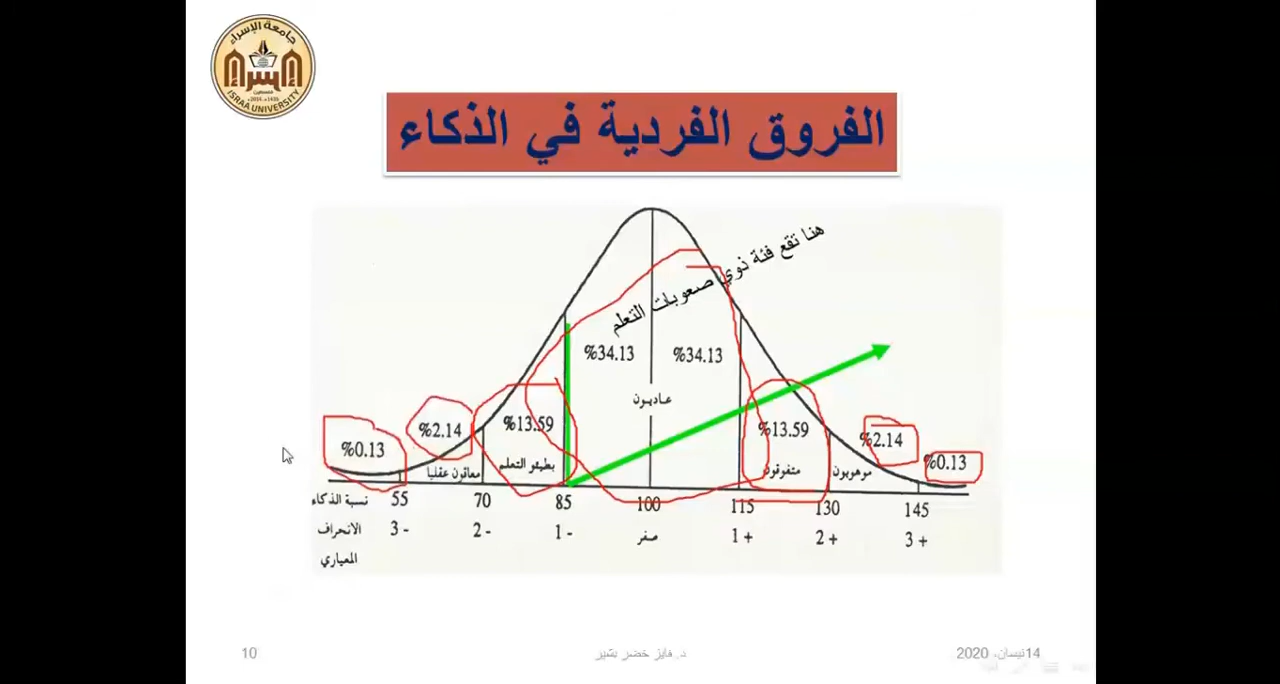 جامعة الإسراء
ISRAA UNIVERSITY
الفروق الفردية في الذكاء
هنا تقع فئة ذوي صعوبات التعلم
%34.13 %34.13
عاديون
%0.13 %2.14 %13.59 %13.59 %2.14 %0.13
معاقون عقليا بطيئو التعلم متفوقون موهوبون
نسبة الذكاء 55 70 85 100 115 130 145
الانحراف المعياري 3 - 2 - 1 - صفر 1 + 2 + 3 +
10 د. فايز خضر بشير 14نيسان، 2020